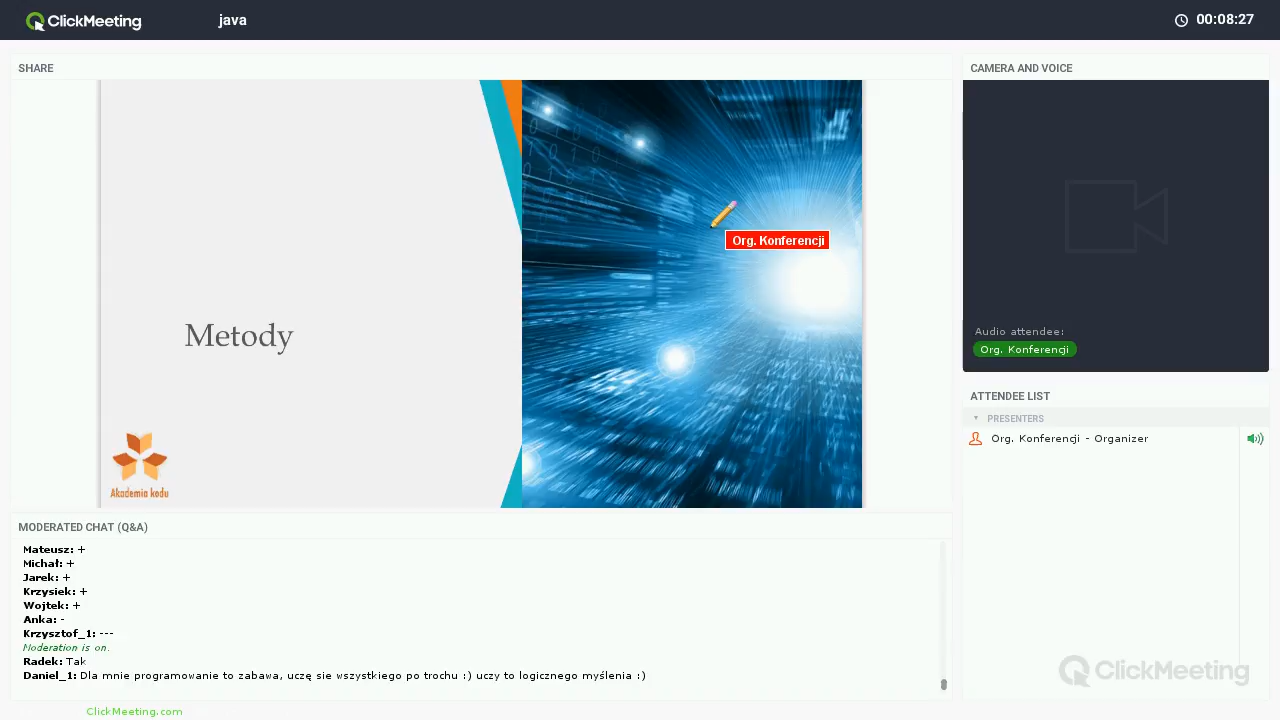 ClickMeeting java 00:08:27
SHARE
CAMERA AND VOICE
Org. Konferencji
Metody
Akademia kodu
Audio attendee:
Org. Konferencji
ATTENDEE LIST
PRESENTERS
Org. Konferencji - Organizer
MODERATED CHAT (Q&A)
Mateusz: +
Michał: +
Jarek: +
Krzysiek: +
Wojtek: +
Anka: -
Krzysztof_1: ---
Moderation is on.
Radek: Tak
Daniel_1: Dla mnie programowanie to zabawa, uczę sie wszystkiego po trochu :) uczy to logicznego myślenia :)
ClickMeeting
ClickMeeting.com